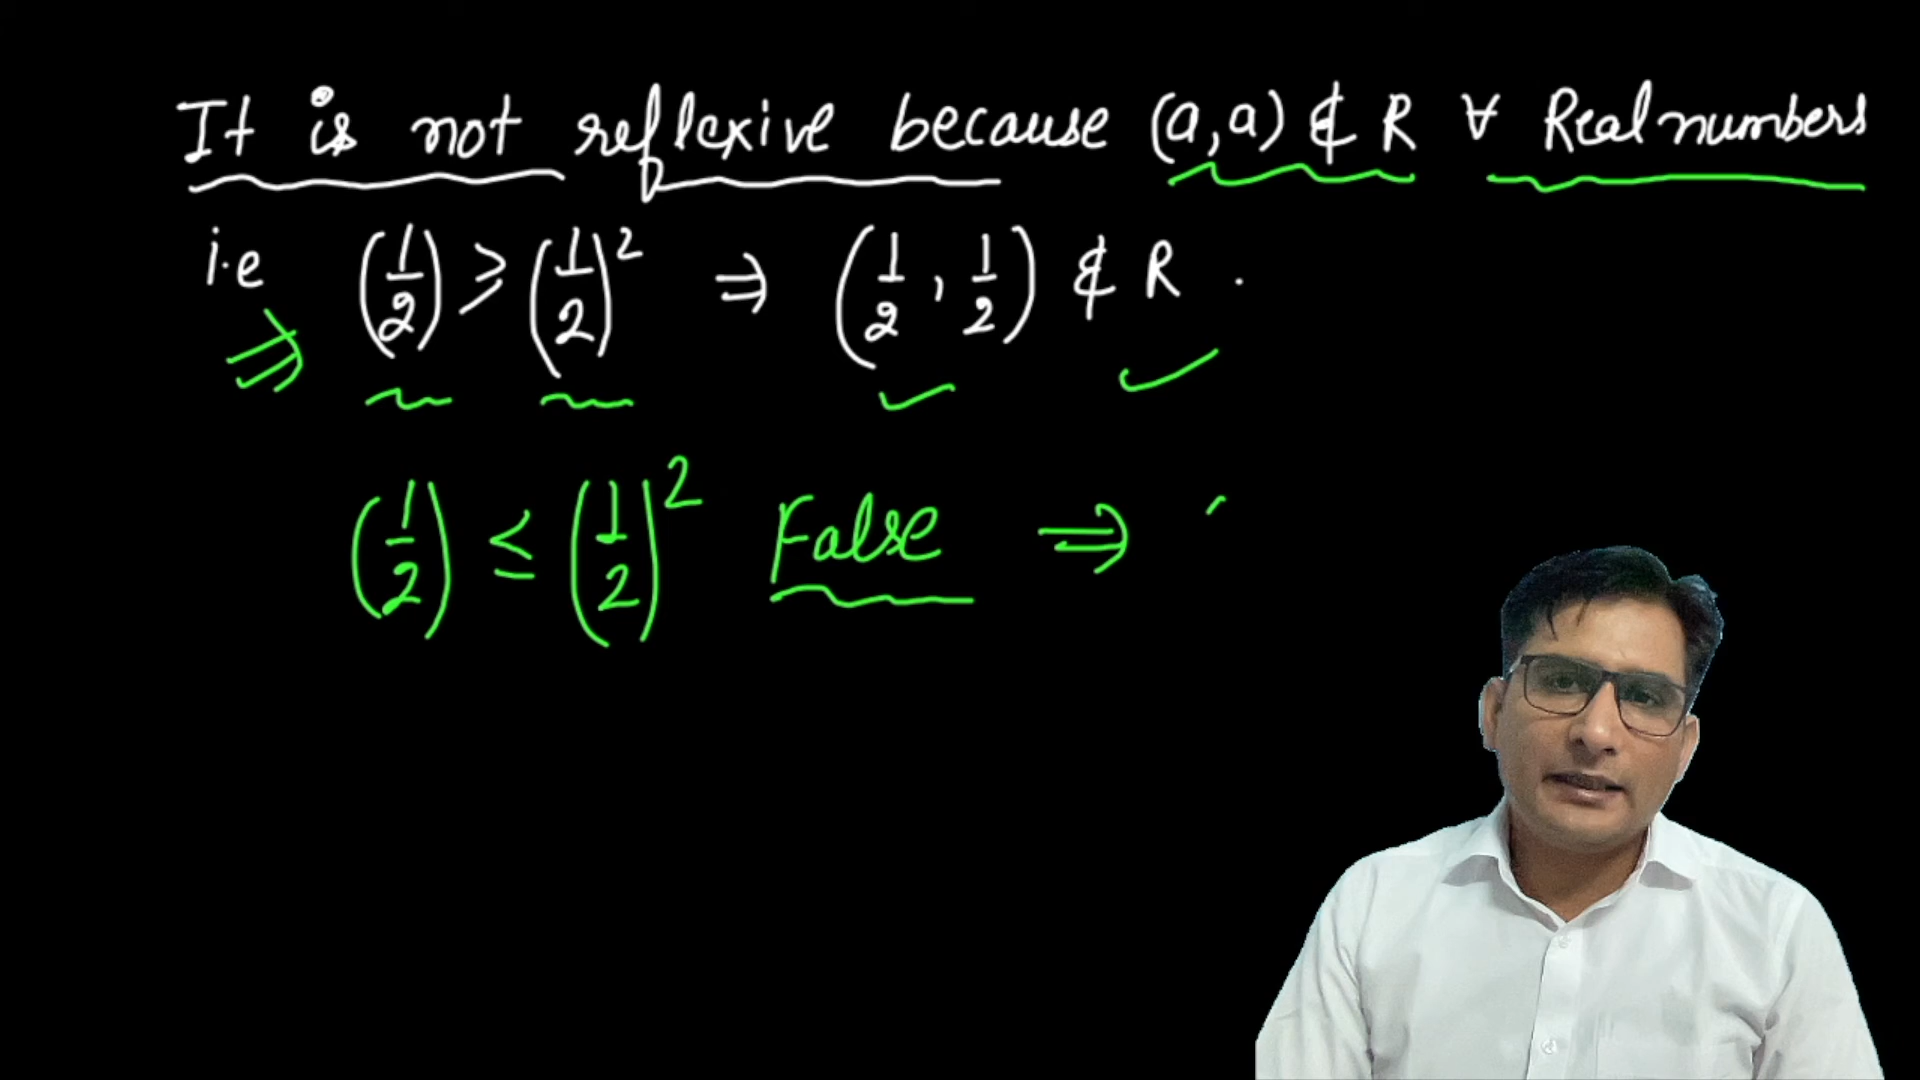 It is not reflexive because (a,a) ∉ R ∀ Real numbers
i.e (1/2) ≥ (1/2)² ⇒ (1/2, 1/2) ∉ R .
⇒
(1/2) ≤ (1/2)² False ⇒